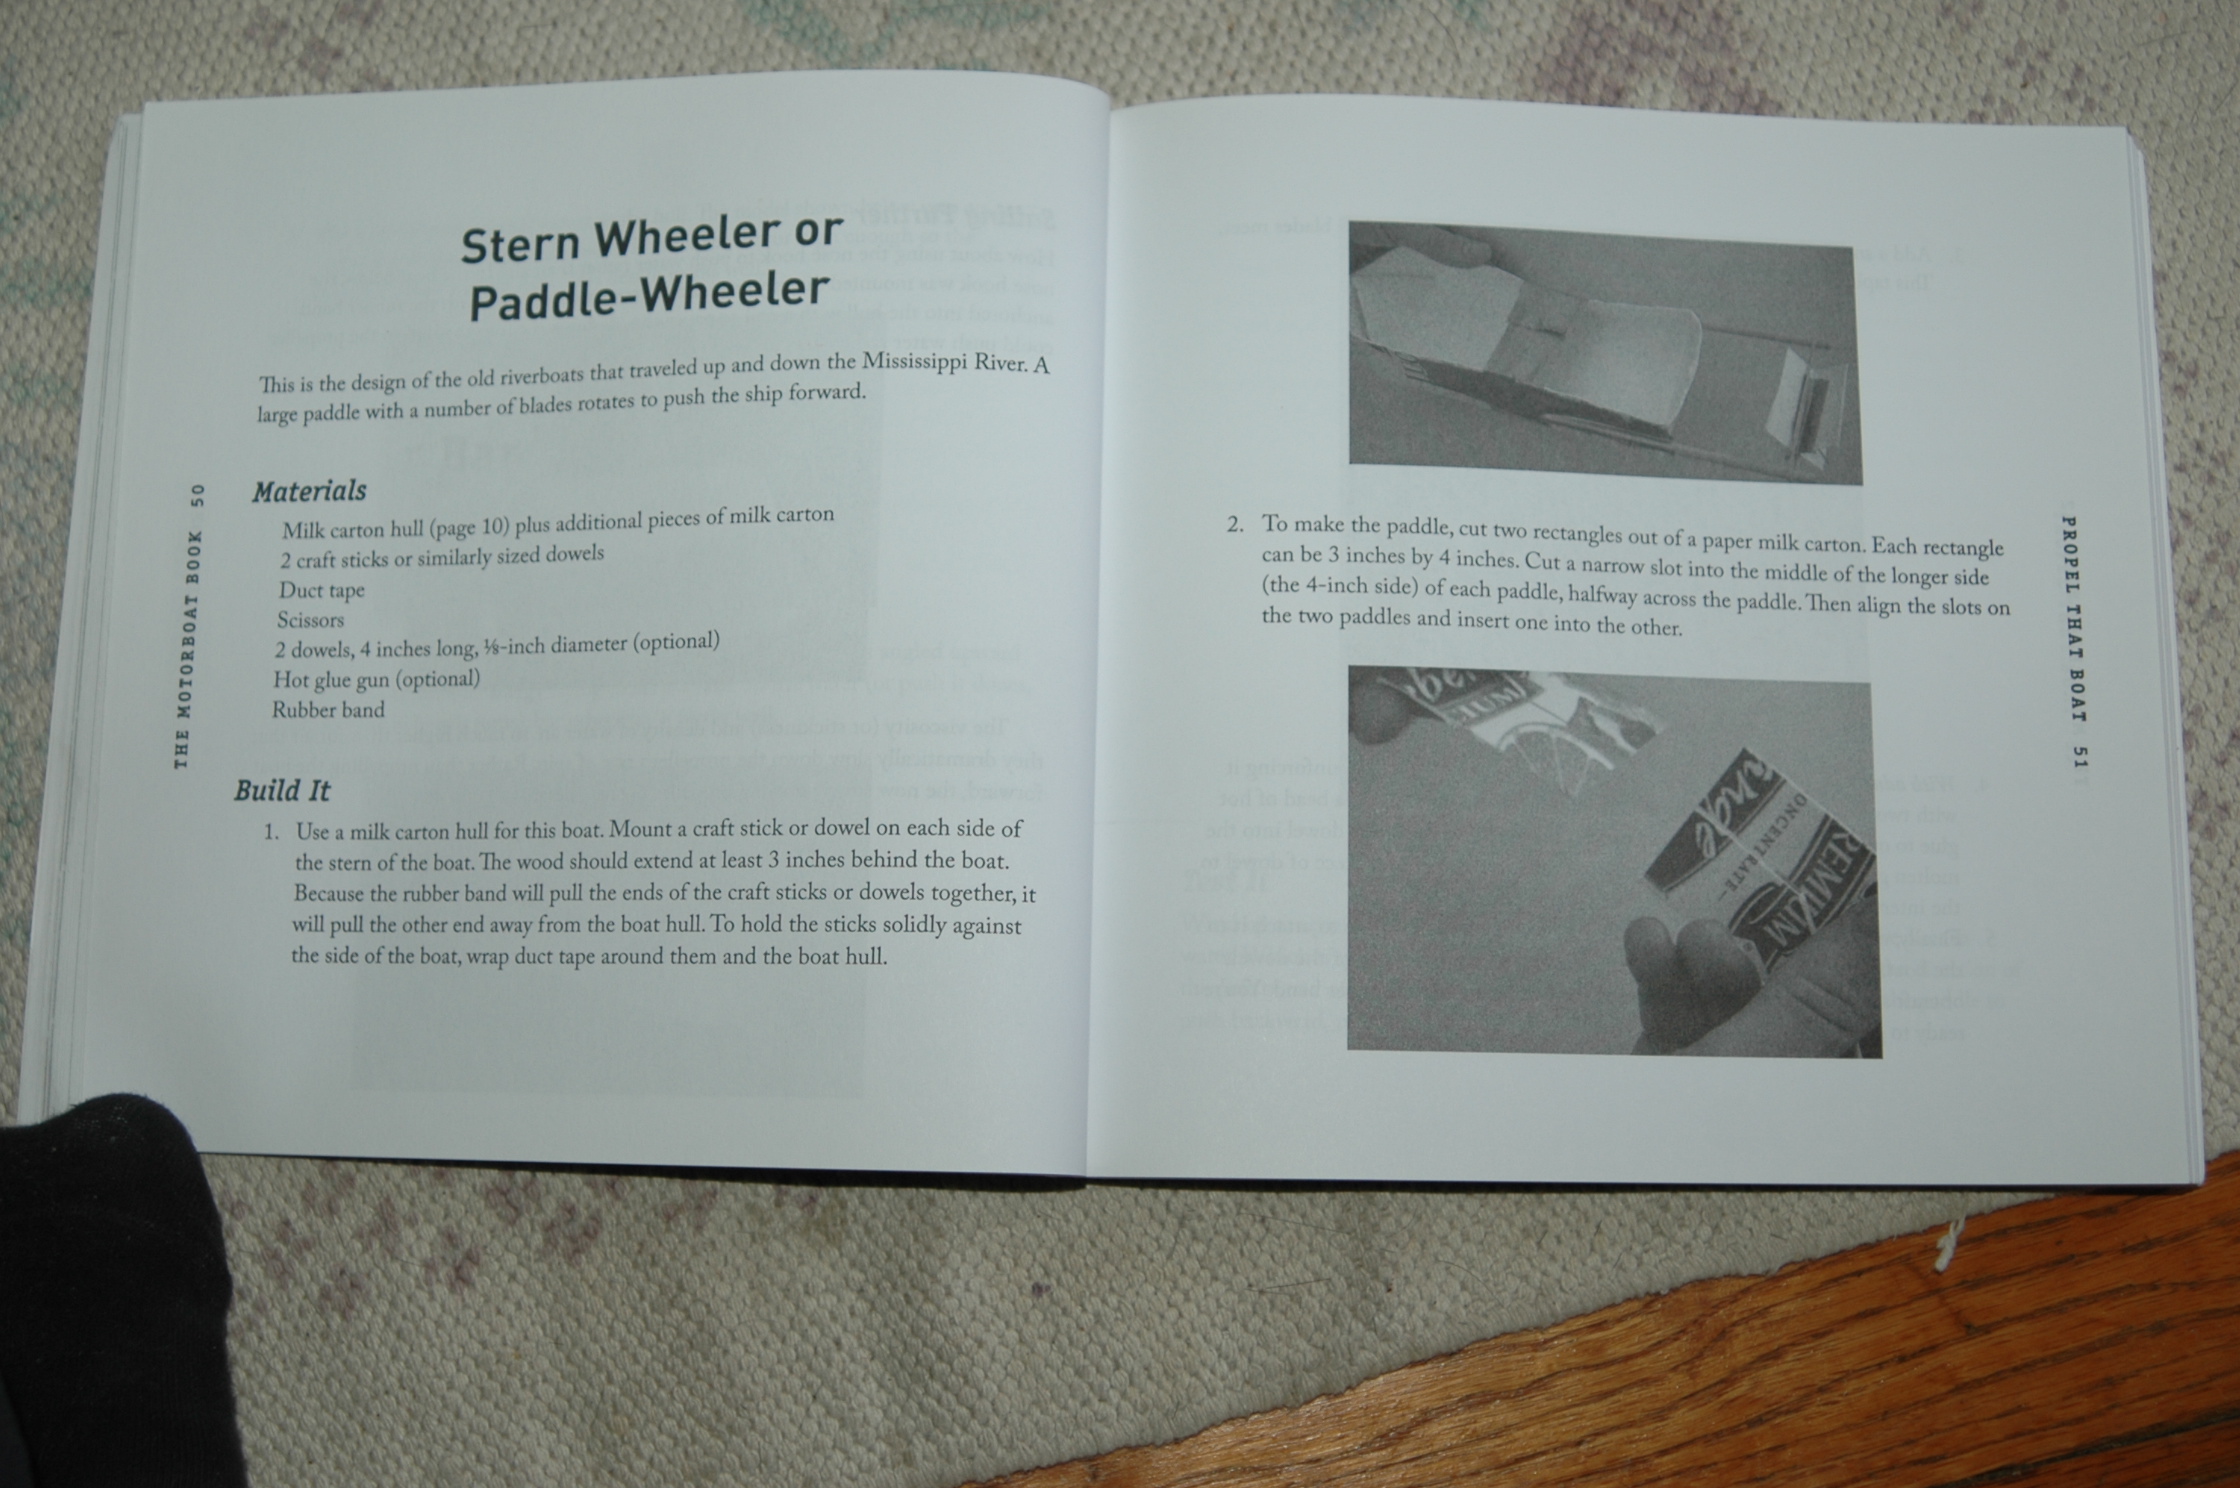 Stern Wheeler or
Paddle-Wheeler
This is the design of the old riverboats that traveled up and down the Mississippi River. A
large paddle with a number of blades rotates to push the ship forward.
Materials
Milk carton hull (page 10) plus additional pieces of milk carton
2 craft sticks or similarly sized dowels
Duct tape
Scissors
2 dowels, 4 inches long, ⅛-inch diameter (optional)
Hot glue gun (optional)
Rubber band
Build It
1. Use a milk carton hull for this boat. Mount a craft stick or dowel on each side of
the stern of the boat. The wood should extend at least 3 inches behind the boat.
Because the rubber band will pull the ends of the craft sticks or dowels together, it
will pull the other end away from the boat hull. To hold the sticks solidly against
the side of the boat, wrap duct tape around them and the boat hull.
THE MOTORBOAT BOOK 50
2. To make the paddle, cut two rectangles out of a paper milk carton. Each rectangle
can be 3 inches by 4 inches. Cut a narrow slot into the middle of the longer side
(the 4-inch side) of each paddle, halfway across the paddle. Then align the slots on
the two paddles and insert one into the other.
REMIUM
ONCENTRATE
ange
PROPEL THAT BOAT 51